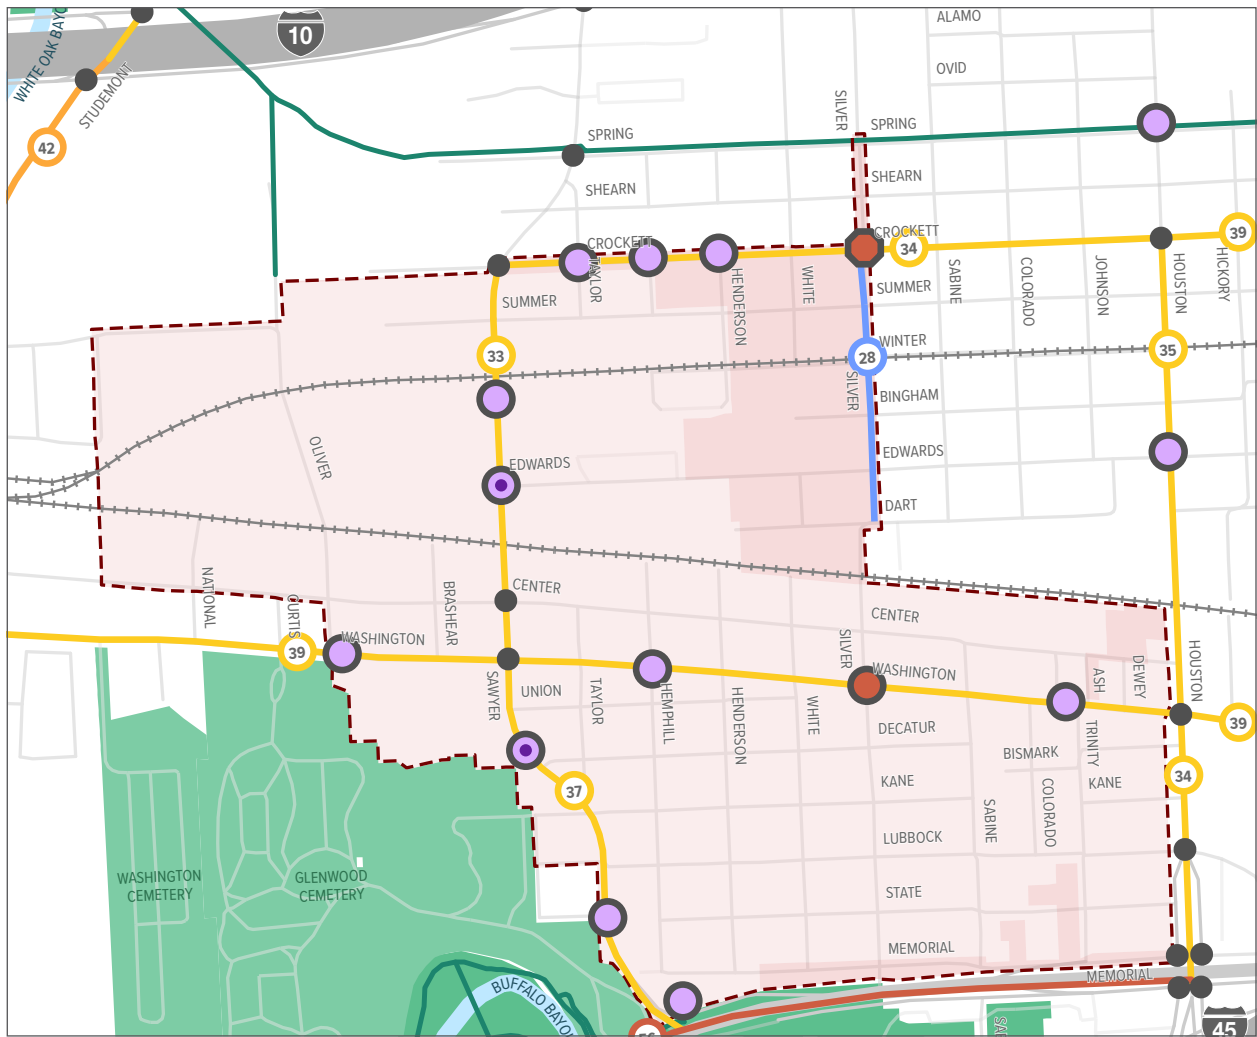 ALAMO
10
WHITE OAK BAYO
OVID
STUDEMONT
SILVER
SPRING
SPRING
42
SHEARN
SHEARN
CROCKETT
CROCKETT
34
39
TAYLOR
HENDERSON
WHITE
SABINE
COLORADO
JOHNSON
HOUSTON
HICKORY
SUMMER
SUMMER
WINTER
33
28
35
SILVER
BINGHAM
OLIVER
EDWARDS
EDWARDS
DART
NATIONAL
CURTIS
BRASHEAR
CENTER
CENTER
WASHINGTON
39
SILVER
WASHINGTON
HOUSTON
SAWYER
UNION
TAYLOR
HEMPHILL
HENDERSON
WHITE
ASH
DEWEY
DECATUR
TRINITY
39
BISMARK
37
KANE
COLORADO
KANE
34
SABINE
LUBBOCK
WASHINGTON
CEMETERY
GLENWOOD
CEMETERY
STATE
MEMORIAL
MEMORIAL
BUFFALO BAYOU
45